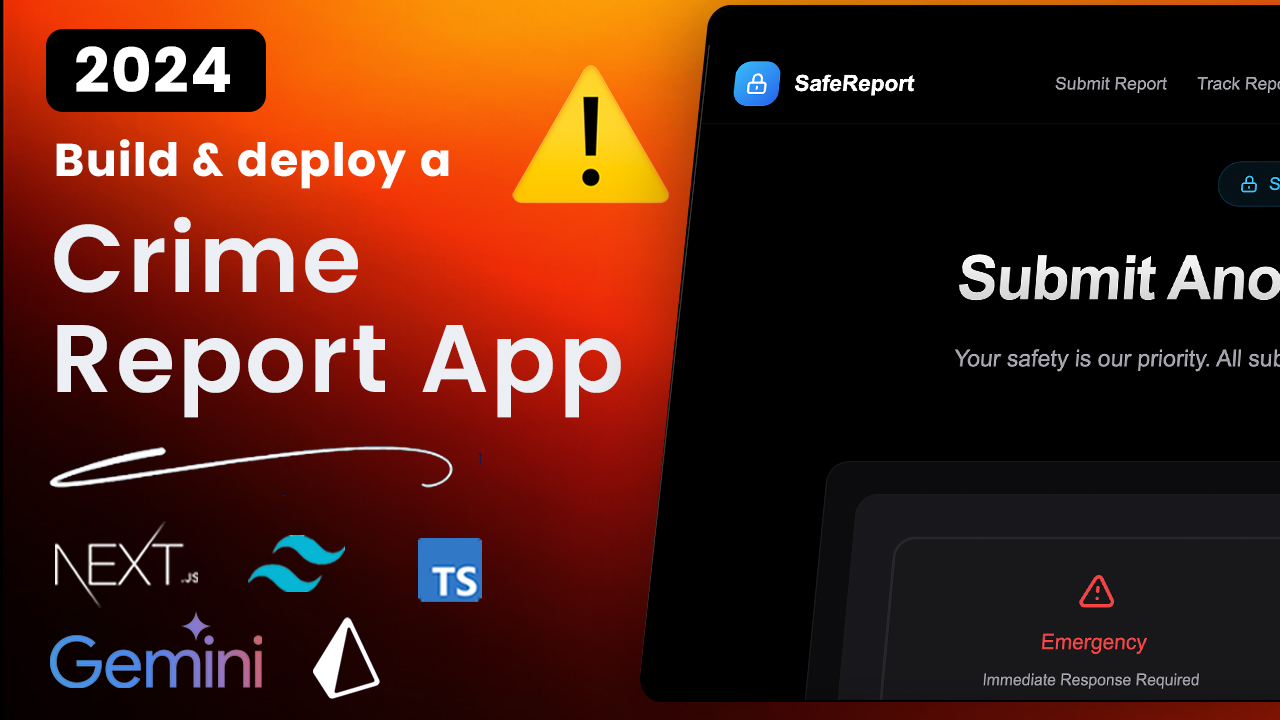 2024
Build & deploy a
Crime
Report App
NEXT.JS
TS
Gemini
SafeReport
Submit Report
Track Repo
S
Submit Ano
Your safety is our priority. All sub
Emergency
Immediate Response Required